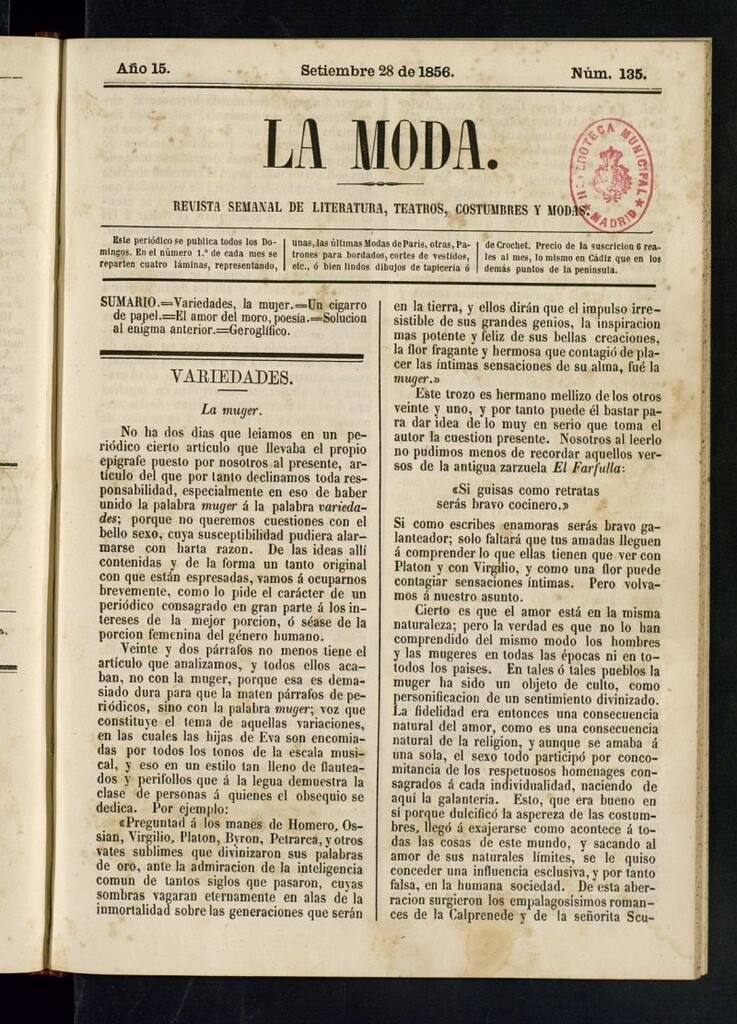 Año 15.
Setiembre 28 de 1856.
Núm. 135.
LA MODA.
REVISTA SEMANAL DE LITERATURA, TEATROS, COSTUMBRES Y MODAS.
HEMEROTECA MUNICIPAL
MADRID
Este periódico se publica todos los Do-
mingos. En el número 1.º de cada mes se
reparten cuatro láminas, representando,
unas, las últimas Modas de París, otras, Pa-
trones para bordados, cortes de vestidos,
etc., ó bien lindos dibujos de tapicería ó
de Crochet. Precio de la suscricion 6 rea-
les al mes, lo mismo en Cádiz que en los
demás puntos de la península.
SUMARIO.=Variedades, la mujer.=Un cigarro
de papel.=El amor del moro, poesía.=Solucion
al enigma anterior.=Geroglífico.
VARIEDADES.
La muger.
No ha dos dias que leiamos en un pe-
riódico cierto artículo que llevaba el propio
epígrafe puesto por nosotros al presente, ar-
tículo del que por tanto declinamos toda res-
ponsabilidad, especialmente en eso de haber
unido la palabra muger á la palabra varieda-
des; porque no queremos cuestiones con el
bello sexo, cuya susceptibilidad pudiera alar-
marse con harta razon. De las ideas allí
contenidas y de la forma un tanto original
con que están espresadas, vamos á ocuparnos
brevemente, como lo pide el carácter de un
periódico consagrado en gran parte á los in-
tereses de la mejor porcion, ó séase de la
porcion femenina del género humano.
Veinte y dos párrafos no menos tiene el
artículo que analizamos, y todos ellos aca-
ban, no con la muger, porque esa es dema-
siado dura para que la maten párrafos de pe-
riódicos, sino con la palabra muger; voz que
constituye el tema de aquellas variaciones,
en las cuales las hijas de Eva son encomia-
das por todos los tonos de la escala musi-
cal, y eso en un estilo tan lleno de flautea-
dos y perifollos que á la legua demuestra la
clase de personas á quienes el obsequio se
dedica. Por ejemplo:
«Preguntad á los manes de Homero, Os-
sian, Virgilio, Platon, Byron, Petrarca, y otros
vates sublimes que divinizaron sus palabras
de oro, ante la admiracion de la inteligencia
comun de tantos siglos que pasaron, cuyas
sombras vagaran eternamente en alas de la
inmortalidad sobre las generaciones que serán
en la tierra, y ellos dirán que el impulso irre-
sistible de sus grandes genios, la inspiracion
mas potente y feliz de sus bellas creaciones,
la flor fragante y hermosa que contagió de pla-
cer las íntimas sensaciones de su alma, fué la
muger.»
Este trozo es hermano mellizo de los otros
veinte y uno, y por tanto puede él bastar pa-
ra dar idea de lo muy en serio que toma el
autor la cuestion presente. Nosotros al leerlo
no pudimos menos de recordar aquellos ver-
sos de la antigua zarzuela El Farfulla:
«Si guisas como retratas
serás bravo cocinero.»
Si como escribes enamoras serás bravo ga-
lanteador; solo faltará que tus amadas lleguen
á comprender lo que ellas tienen que ver con
Platon y con Virgilio, y como una flor puede
contagiar sensaciones íntimas. Pero volva-
mos á nuestro asunto.
Cierto es que el amor está en la misma
naturaleza; pero la verdad es que no lo han
comprendido del mismo modo los hombres
y las mugeres en todas las épocas ni en to-
todos los paises. En tales ó tales pueblos la
muger ha sido un objeto de culto, como
personificacion de un sentimiento divinizado.
La fidelidad era entonces una consecuencia
natural del amor, como es una consecuencia
natural de la religion, y aunque se amaba á
una sola, el sexo todo participó por conco-
mitancia de los respetuosos homenages con-
sagrados á cada individualidad, naciendo de
aquí la galantería. Esto, que era bueno en
sí porque dulcificó la aspereza de las costum-
bres, llegó á exajerarse como acontece á to-
das las cosas de este mundo, y sacando al
amor de sus naturales límites, se le quiso
conceder una influencia esclusiva, y por tanto
falsa, en la humana sociedad. De esta aber-
racion surgieron los empalagosísimos roman-
ces de la Calprenede y de la señorita Scu-